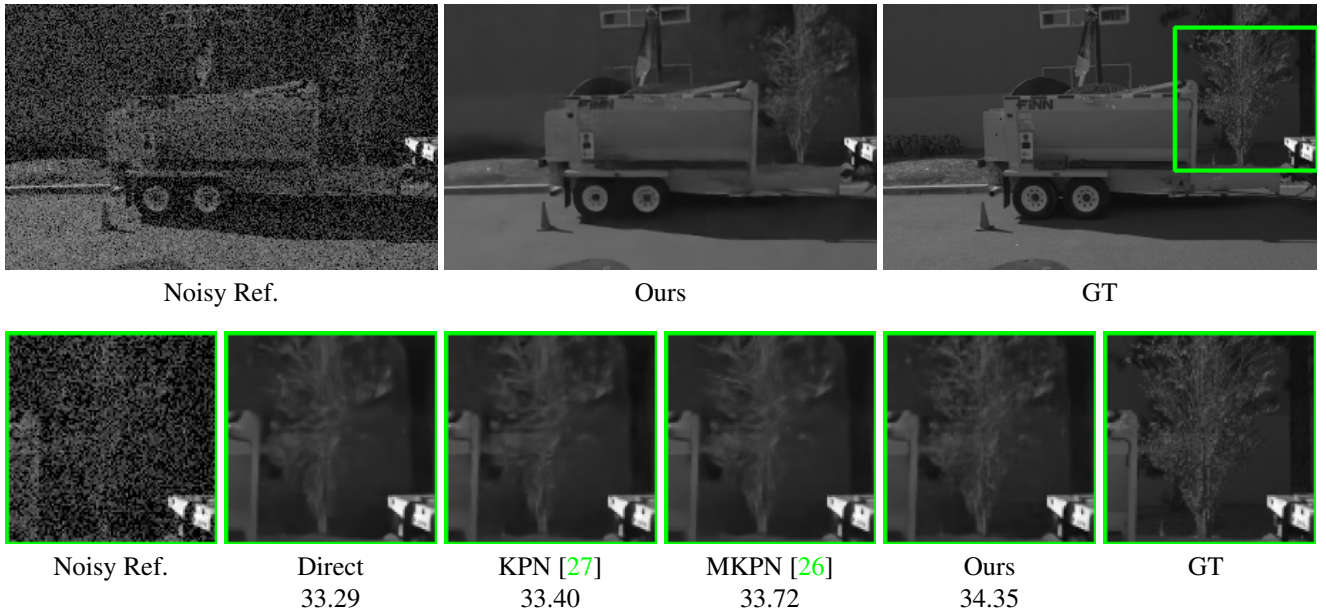 FINN
Noisy Ref.
Ours
GT
Noisy Ref.
Direct
KPN [27]
MKPN [26]
Ours
GT
33.29
33.40
33.72
34.35